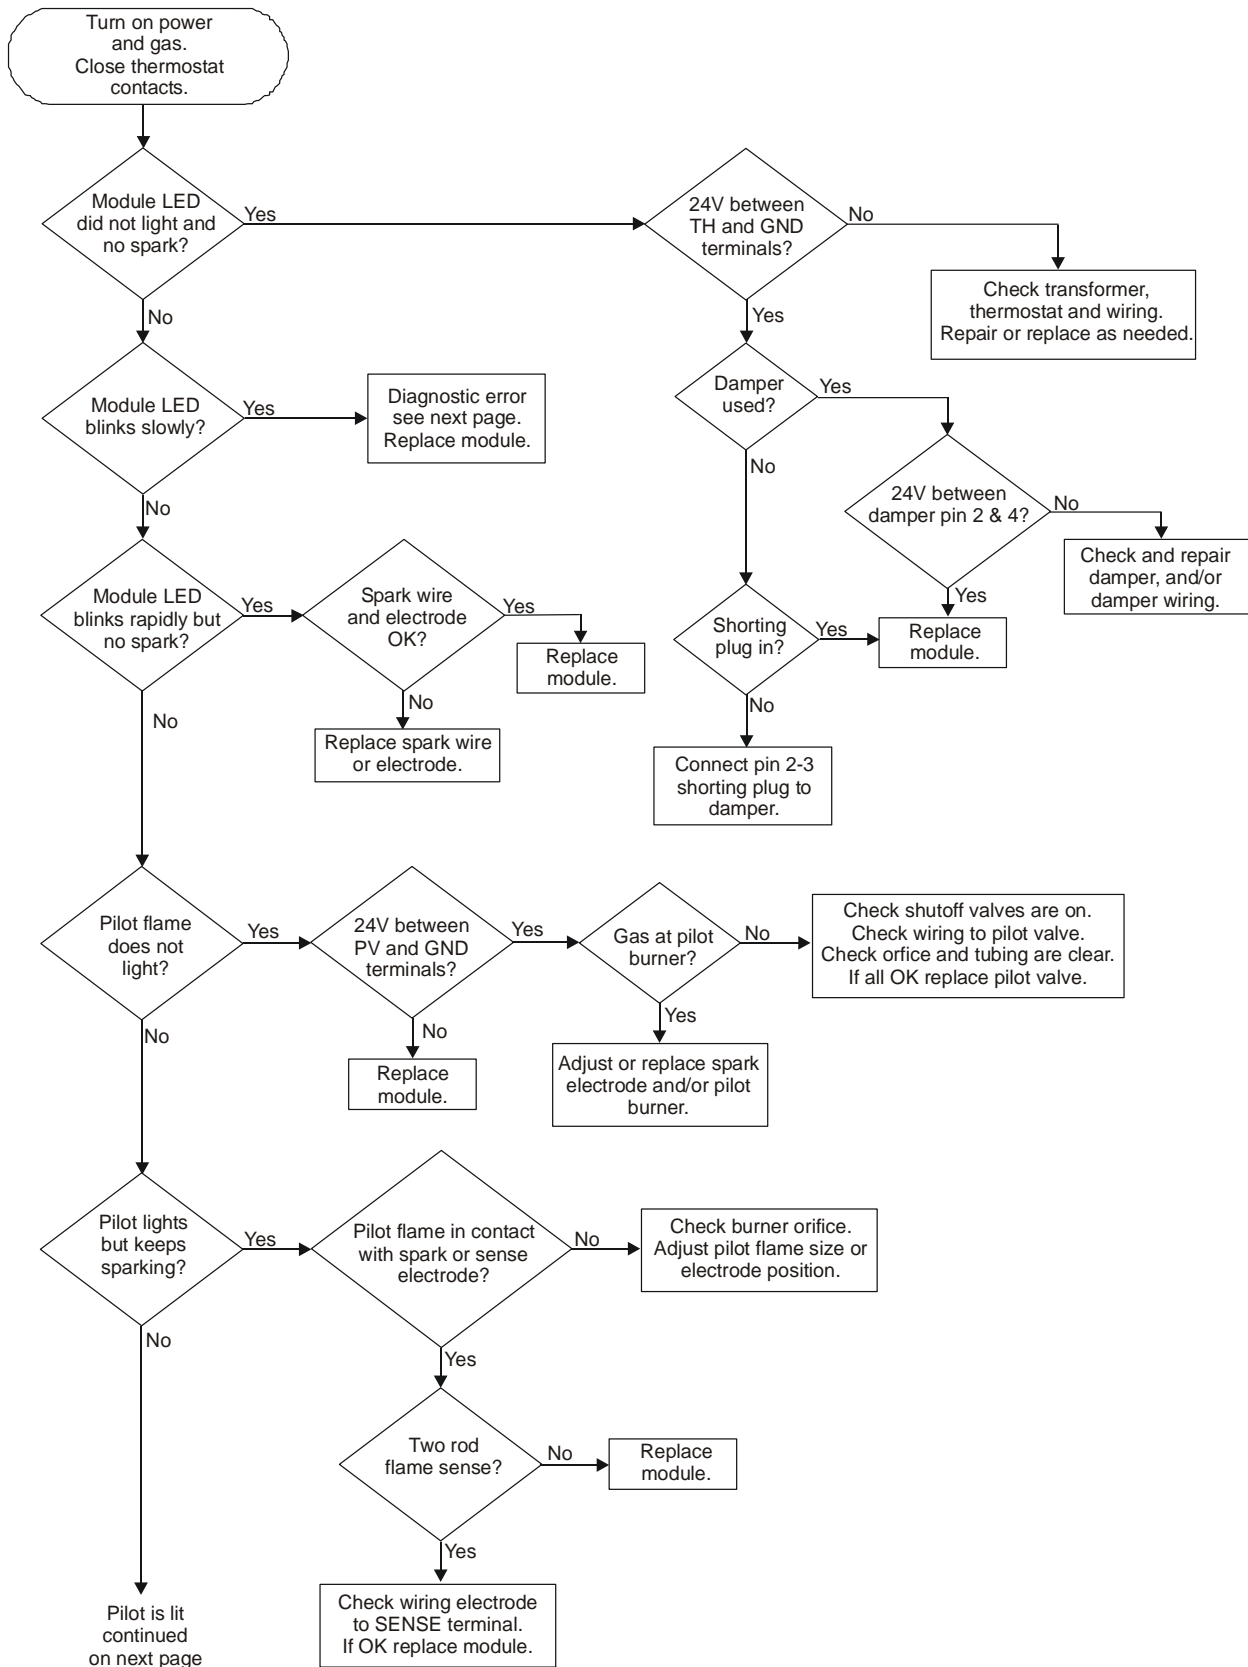 Turn on power
and gas.
Close thermostat
contacts.
Module LED
did not light and
no spark?
Yes
24V between
TH and GND
terminals?
No
Check transformer,
thermostat and wiring.
Repair or replace as needed.
No
Yes
Module LED
blinks slowly?
Yes
Diagnostic error
see next page.
Replace module.
Damper
used?
Yes
No
No
24V between
damper pin 2 & 4?
No
Check and repair
damper, and/or
damper wiring.
Yes
Module LED
blinks rapidly but
no spark?
Yes
Spark wire
and electrode
OK?
Yes
Replace
module.
No
Replace spark wire
or electrode.
Shorting
plug in?
Yes
Replace
module.
No
Connect pin 2-3
shorting plug to
damper.
No
Pilot flame
does not
light?
Yes
24V between
PV and GND
terminals?
Yes
Gas at pilot
burner?
No
Check shutoff valves are on.
Check wiring to pilot valve.
Check orfice and tubing are clear.
If all OK replace pilot valve.
No
No
Replace
module.
Yes
Adjust or replace spark
electrode and/or pilot
burner.
Pilot lights
but keeps
sparking?
Yes
Pilot flame in contact
with spark or sense
electrode?
No
Check burner orifice.
Adjust pilot flame size or
electrode position.
No
Yes
Two rod
flame sense?
No
Replace
module.
Yes
Check wiring electrode
to SENSE terminal.
If OK replace module.
Pilot is lit
continued
on next page